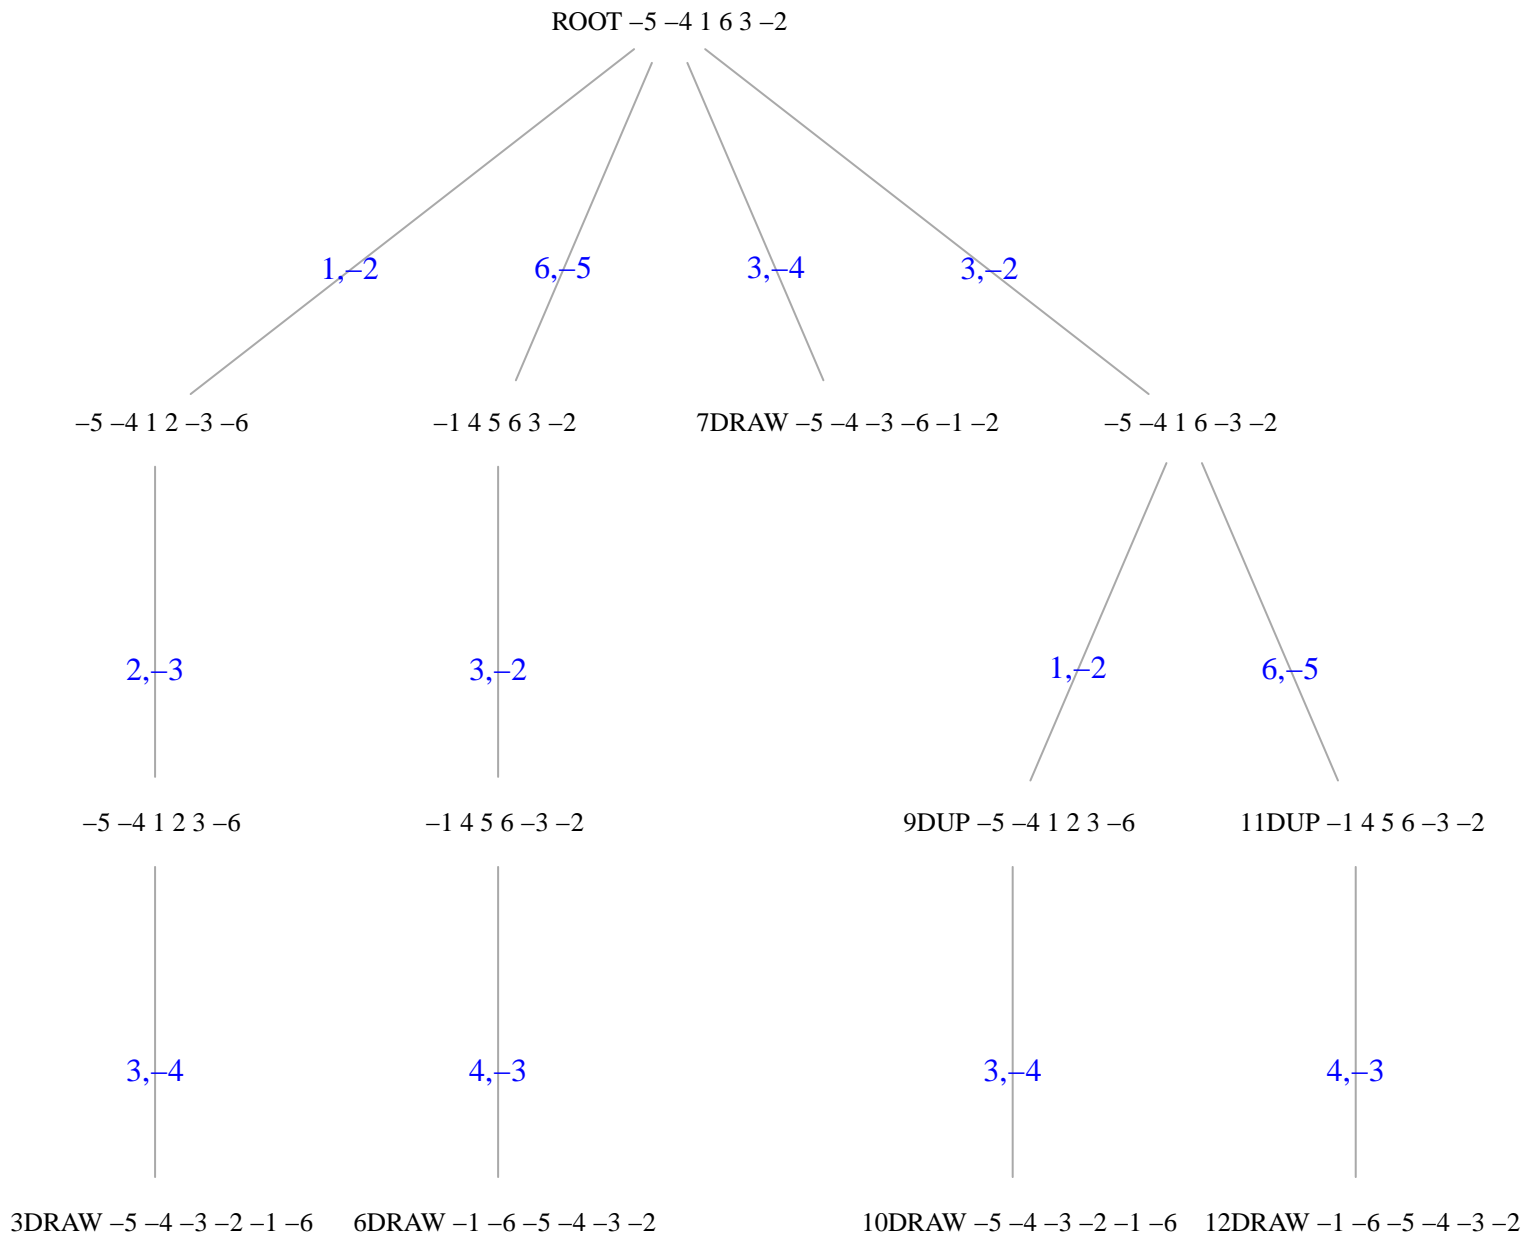 ROOT –5 –4 1 6 3 –2
1,–2 6,–5 3,–4 3,–2
–5 –4 1 2 –3 –6 –1 4 5 6 3 –2 7DRAW –5 –4 –3 –6 –1 –2 –5 –4 1 6 –3 –2
2,–3 3,–2 1,–2 6,–5
–5 –4 1 2 3 –6 –1 4 5 6 –3 –2 9DUP –5 –4 1 2 3 –6 11DUP –1 4 5 6 –3 –2
3,–4 4,–3 3,–4 4,–3
3DRAW –5 –4 –3 –2 –1 –6 6DRAW –1 –6 –5 –4 –3 –2 10DRAW –5 –4 –3 –2 –1 –6 12DRAW –1 –6 –5 –4 –3 –2